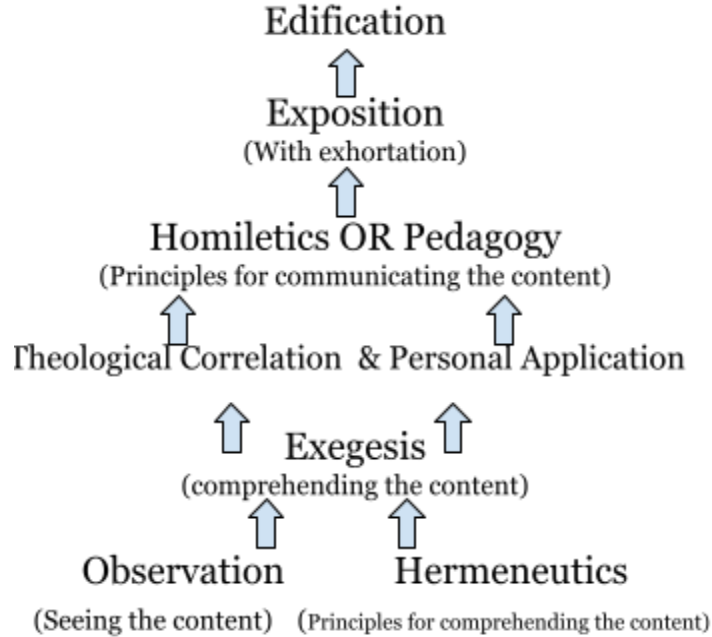 Edification
Exposition
(With exhortation)
Homiletics OR Pedagogy
(Principles for communicating the content)
Theological Correlation & Personal Application
Exegesis
(comprehending the content)
Observation Hermeneutics
(Seeing the content) (Principles for comprehending the content)